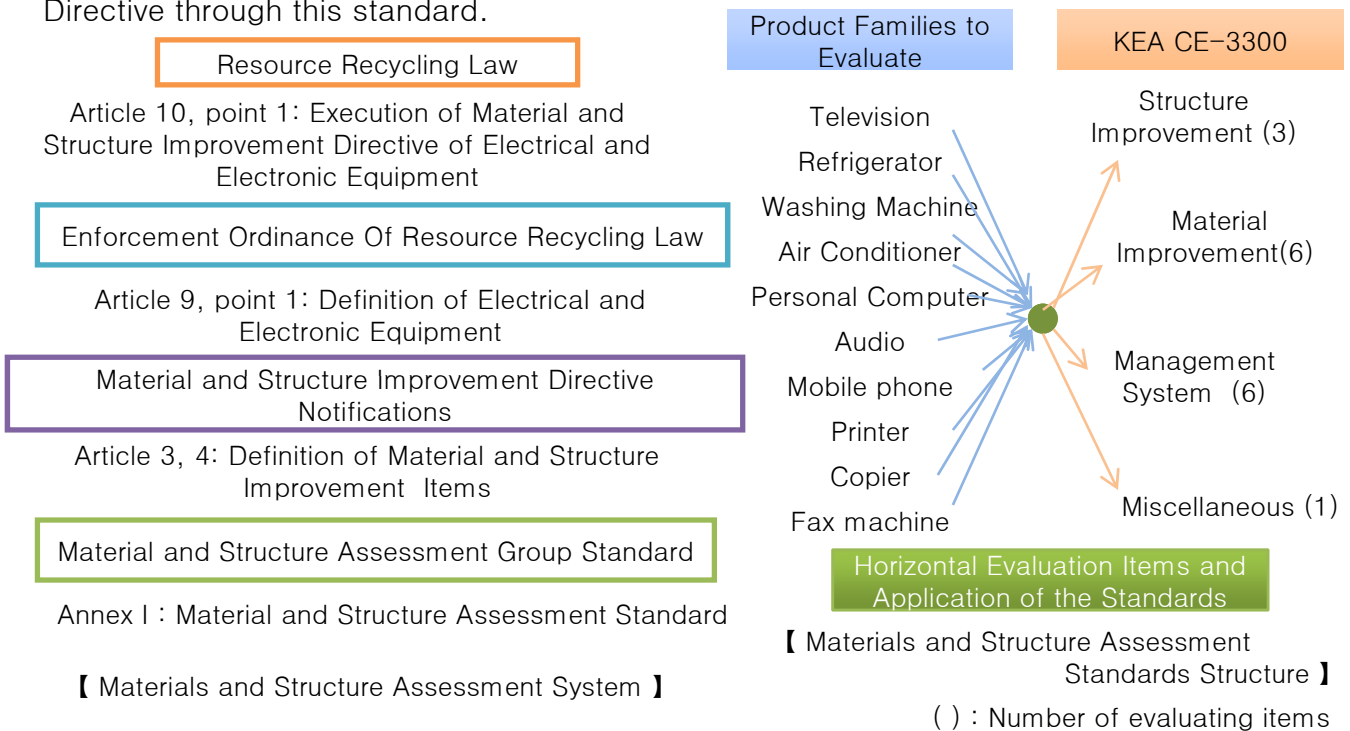 Directive through this standard.
Resource Recycling Law
Article 10, point 1: Execution of Material and
Structure Improvement Directive of Electrical and
Electronic Equipment
Enforcement Ordinance Of Resource Recycling Law
Article 9, point 1: Definition of Electrical and
Electronic Equipment
Material and Structure Improvement Directive
Notifications
Article 3, 4: Definition of Material and Structure
Improvement Items
Material and Structure Assessment Group Standard
Annex I : Material and Structure Assessment Standard
【 Materials and Structure Assessment System 】
Product Families to
Evaluate
Television
Refrigerator
Washing Machine
Air Conditioner
Personal Computer
Audio
Mobile phone
Printer
Copier
Fax machine
KEA CE-3300
Structure
Improvement (3)
Material
Improvement(6)
Management
System (6)
Miscellaneous (1)
Horizontal Evaluation Items and
Application of the Standards
【 Materials and Structure Assessment
Standards Structure 】
( ) : Number of evaluating items